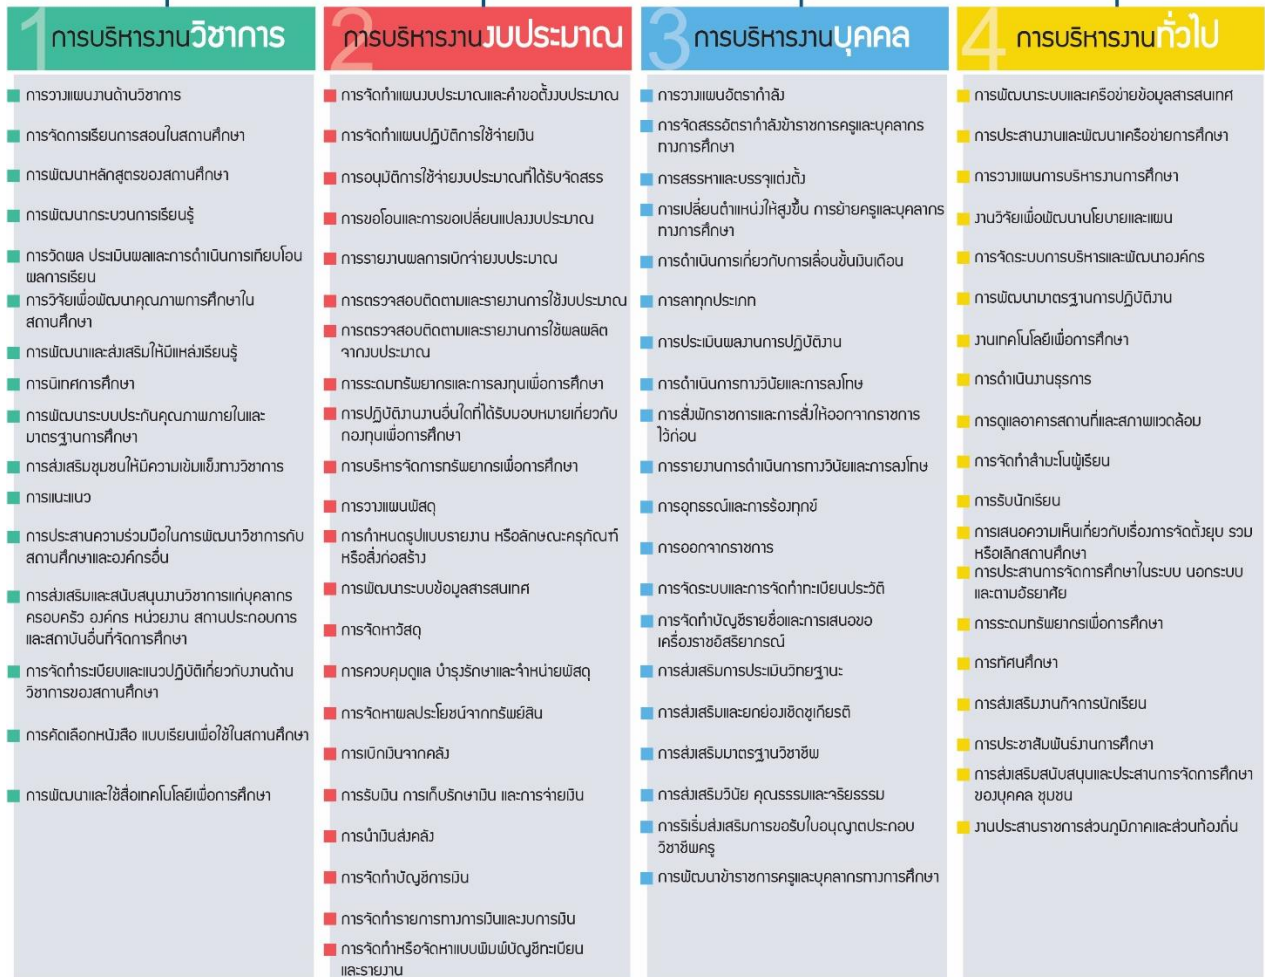 1 การบริหารงานวิชาการ
การวางแผนงานด้านวิชาการ
การจัดการเรียนการสอนในสถานศึกษา
การพัฒนาหลักสูตรของสถานศึกษา
การพัฒนากระบวนการเรียนรู้
การวัดผล ประเมินผลและการดำเนินการเทียบโอน
ผลการเรียน
การวิจัยเพื่อพัฒนาคุณภาพการศึกษาใน
สถานศึกษา
การพัฒนาและส่งเสริมให้มีแหล่งเรียนรู้
การนิเทศการศึกษา
การพัฒนาระบบประกันคุณภาพภายในและ
มาตรฐานการศึกษา
การส่งเสริมชุมชนให้มีความเข้มแข็งทางวิชาการ
การแนะแนว
การประสานความร่วมมือในการพัฒนาวิชาการกับ
สถานศึกษาและองค์กรอื่น
การส่งเสริมและสนับสนุนงานวิชาการแก่บุคลากร
ครอบครัว องค์กร หน่วยงาน สถานประกอบการ
และสถาบันอื่นที่จัดการศึกษา
การจัดทำระเบียบและแนวปฏิบัติเกี่ยวกับงานด้าน
วิชาการของสถานศึกษา
การคัดเลือกหนังสือ แบบเรียนเพื่อใช้ในสถานศึกษา
การพัฒนาและใช้สื่อเทคโนโลยีเพื่อการศึกษา
2 การบริหารงานงบประมาณ
การจัดทำแผนงบประมาณและคำขอตั้งงบประมาณ
การจัดทำแผนปฏิบัติการใช้จ่ายเงิน
การอนุมัติการใช้จ่ายงบประมาณที่ได้รับจัดสรร
การขอโอนและการขอเปลี่ยนแปลงงบประมาณ
การรายงานผลการเบิกจ่ายงบประมาณ
การตรวจสอบติดตามและรายงานการใช้งบประมาณ
การตรวจสอบติดตามและรายงานการใช้ผลผลิต
จากงบประมาณ
การระดมทรัพยากรและการลงทุนเพื่อการศึกษา
การปฏิบัติงานงานอื่นใดที่ได้รับมอบหมายเกี่ยวกับ
กองทุนเพื่อการศึกษา
การบริหารจัดการทรัพยากรเพื่อการศึกษา
การวางแผนพัสดุ
การกำหนดรูปแบบรายงาน หรือลักษณะครุภัณฑ์
หรือสิ่งก่อสร้าง
การพัฒนาระบบข้อมูลสารสนเทศ
การจัดหาวัสดุ
การควบคุมดูแล บำรุงรักษาและจำหน่ายพัสดุ
การจัดหาผลประโยชน์จากทรัพย์สิน
การเบิกเงินจากคลัง
การรับเงิน การเก็บรักษาเงิน และการจ่ายเงิน
การนำเงินส่งคลัง
การจัดทำบัญชีการเงิน
การจัดทำรายการทางการเงินและงบการเงิน
การจัดทำหรือจัดหาแบบพิมพ์บัญชีทะเบียน
และรายงาน
3 การบริหารงานบุคคล
การวางแผนอัตรากำลัง
การจัดสรรอัตรากำลังข้าราชการครูและบุคลากร
ทางการศึกษา
การสรรหาและบรรจุแต่งตั้ง
การเปลี่ยนตำแหน่งให้สูงขึ้น การย้ายครูและบุคลากร
ทางการศึกษา
การดำเนินการเกี่ยวกับการเลื่อนขั้นเงินเดือน
การลาทุกประเภท
การประเมินผลงานการปฏิบัติงาน
การดำเนินการทางวินัยและการลงโทษ
การสั่งพักราชการและการสั่งให้ออกจากราชการ
ไว้ก่อน
การรายงานการดำเนินการทางวินัยและการลงโทษ
การอุทธรณ์และการร้องทุกข์
การออกจากราชการ
การจัดระบบและการจัดทำทะเบียนประวัติ
การจัดทำบัญชีรายชื่อและการเสนอขอ
เครื่องราชอิสริยาภรณ์
การส่งเสริมการประเมินวิทยฐานะ
การส่งเสริมและยกย่องเชิดชูเกียรติ
การส่งเสริมมาตรฐานวิชาชีพ
การส่งเสริมวินัย คุณธรรมและจริยธรรม
การริเริ่มส่งเสริมการขอรับใบอนุญาตประกอบ
วิชาชีพครู
การพัฒนาข้าราชการครูและบุคลากรทางการศึกษา
4 การบริหารงานทั่วไป
การพัฒนาระบบและเครือข่ายข้อมูลสารสนเทศ
การประสานงานและพัฒนาเครือข่ายการศึกษา
การวางแผนการบริหารงานการศึกษา
งานวิจัยเพื่อพัฒนานโยบายและแผน
การจัดระบบการบริหารและพัฒนาองค์กร
การพัฒนามาตรฐานการปฏิบัติงาน
งานเทคโนโลยีเพื่อการศึกษา
การดำเนินงานธุรการ
การดูแลอาคารสถานที่และสภาพแวดล้อม
การจัดทำสำมะโนผู้เรียน
การรับนักเรียน
การเสนอความเห็นเกี่ยวกับเรื่องการจัดตั้งยุบ รวม
หรือเลิกสถานศึกษา
การประสานการจัดการศึกษาในระบบ นอกระบบ
และตามอัธยาศัย
การระดมทรัพยากรเพื่อการศึกษา
การทัศนศึกษา
การส่งเสริมงานกิจการนักเรียน
การประชาสัมพันธ์งานการศึกษา
การส่งเสริมสนับสนุนและประสานการจัดการศึกษา
ของบุคคล ชุมชน
งานประสานราชการส่วนภูมิภาคและส่วนท้องถิ่น